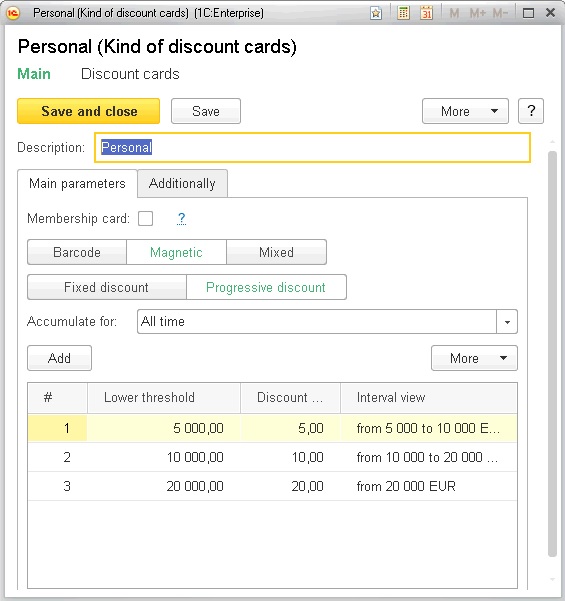 Personal (Kind of discount cards) (1C:Enterprise)
31 M M+ M-
Personal (Kind of discount cards)
Main Discount cards
Save and close Save More ?
Description: Personal
Main parameters Additionally
Membership card: ?
Barcode Magnetic Mixed
Fixed discount Progressive discount
Accumulate for: All time
Add More
# Lower threshold Discount ... Interval view
1 5 000,00 5,00 from 5 000 to 10 000 E...
2 10 000,00 10,00 from 10 000 to 20 000 ...
3 20 000,00 20,00 from 20 000 EUR